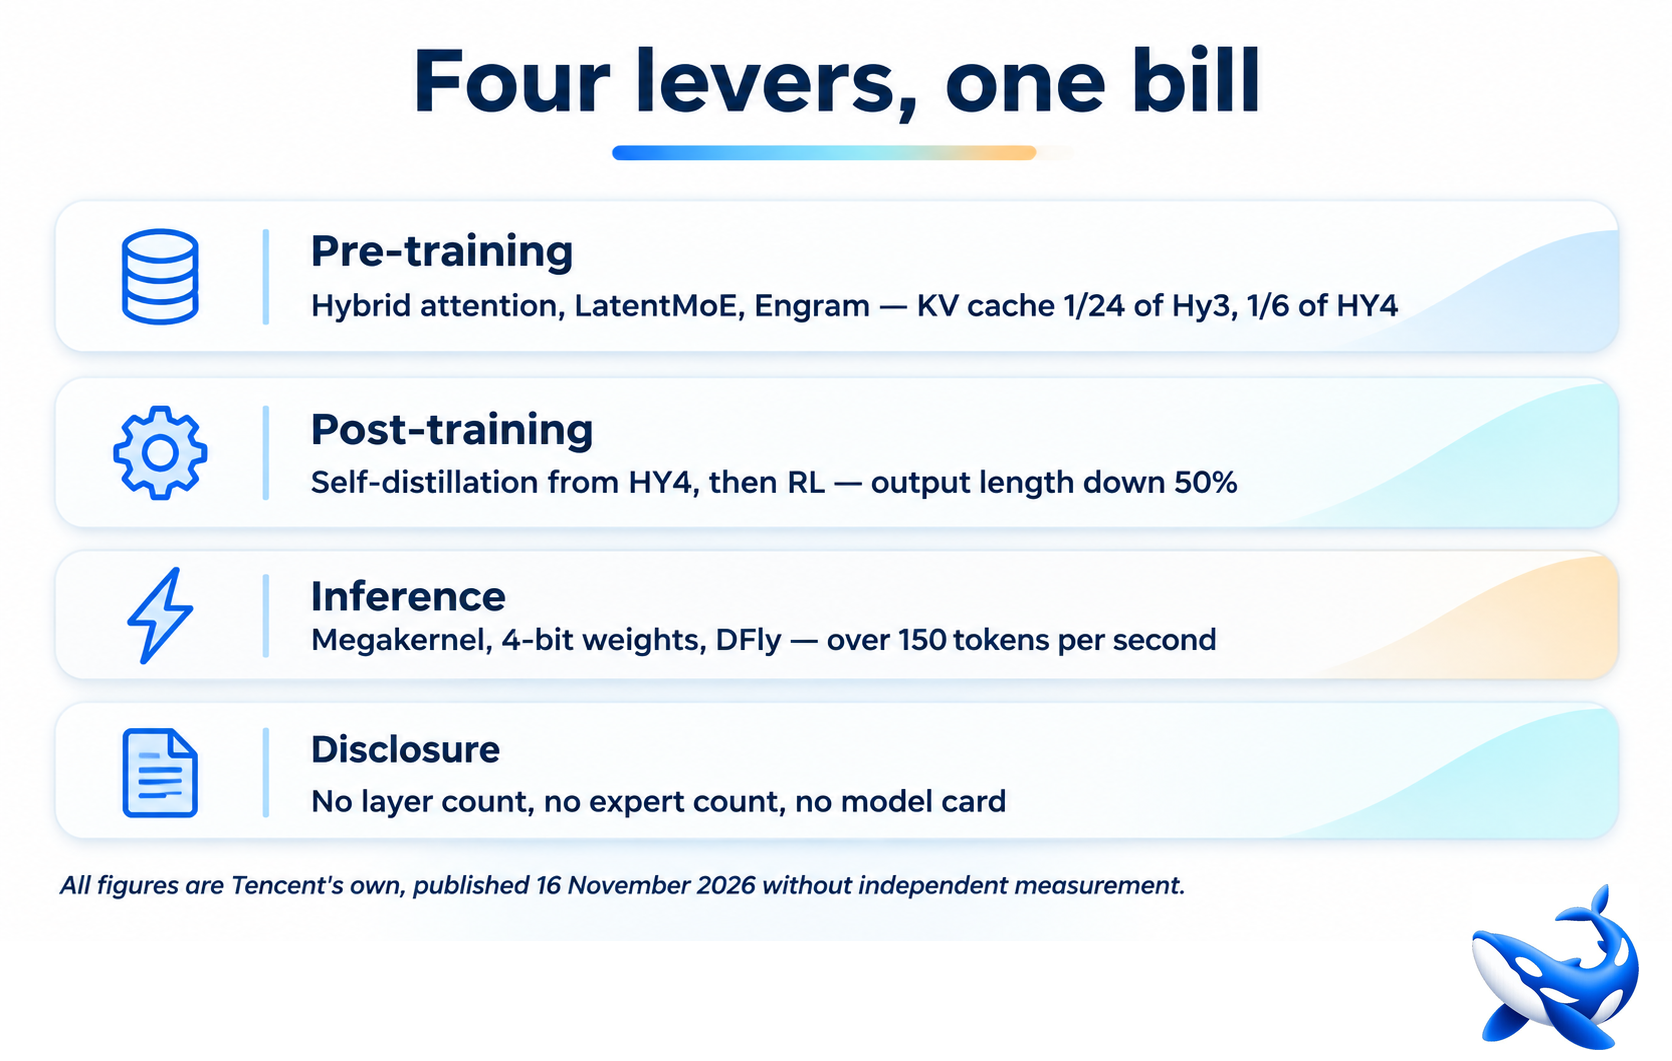 Four levers, one bill
Pre-training
Hybrid attention, LatentMoE, Engram — KV cache 1/24 of Hy3, 1/6 of HY4
Post-training
Self-distillation from HY4, then RL — output length down 50%
Inference
Megakernel, 4-bit weights, DFly — over 150 tokens per second
Disclosure
No layer count, no expert count, no model card
All figures are Tencent's own, published 16 November 2026 without independent measurement.